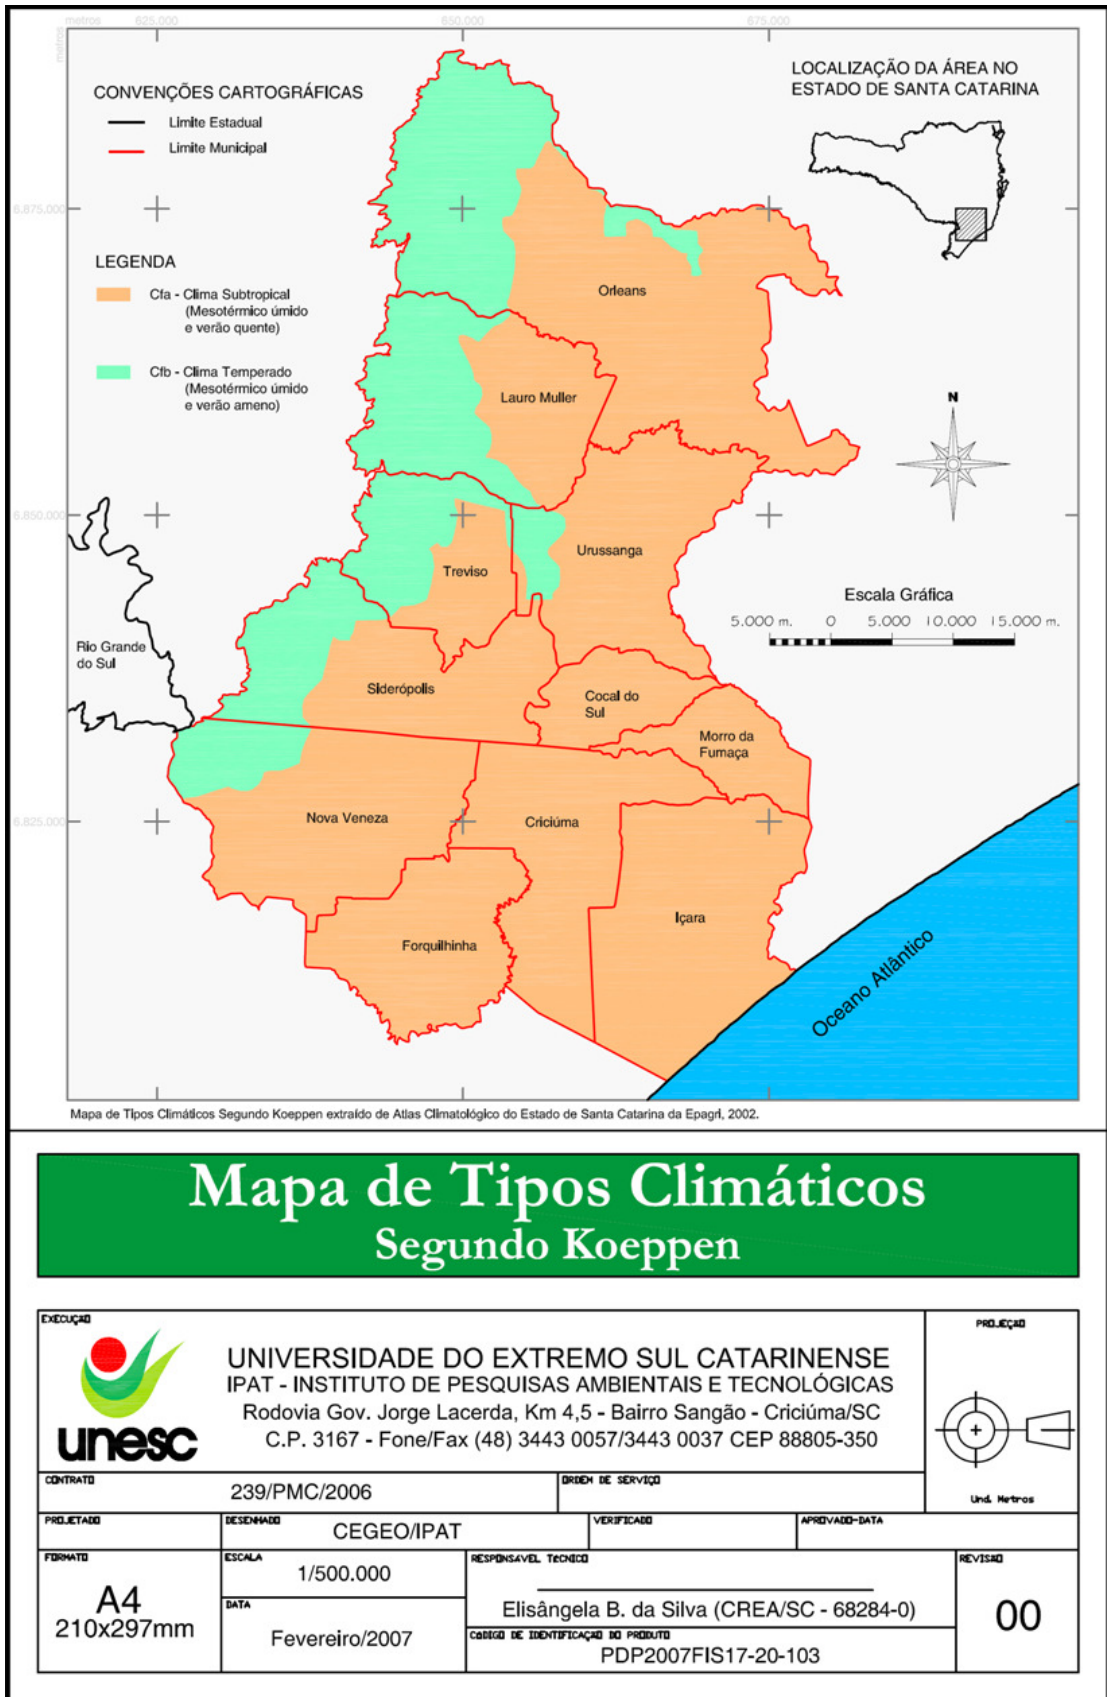 metros 625.000 650.000 675.000
metros
CONVENÇÕES CARTOGRÁFICAS
Limite Estadual
Limite Municipal
LOCALIZAÇÃO DA ÁREA NO
ESTADO DE SANTA CATARINA
6.875.000
LEGENDA
Cfa - Clima Subtropical
(Mesotérmico úmido
e verão quente)
Cfb - Clima Temperado
(Mesotérmico úmido
e verão ameno)
Orleans
Lauro Muller
N
6.850.000
Urussanga
Treviso
Escala Gráfica
5.000 m. 0 5.000 10.000 15.000 m.
Rio Grande
do Sul
Siderópolis
Cocal do
Sul
Morro da
Fumaça
6.825.000
Nova Veneza
Criciúma
Içara
Forquilhinha
Oceano Atlântico
Mapa de Tipos Climáticos Segundo Koeppen extraído de Atlas Climatológico do Estado de Santa Catarina da Epagri, 2002.
Mapa de Tipos Climáticos
Segundo Koeppen
EXECUÇÃO
PROJEÇÃO
unesc
UNIVERSIDADE DO EXTREMO SUL CATARINENSE
IPAT - INSTITUTO DE PESQUISAS AMBIENTAIS E TECNOLÓGICAS
Rodovia Gov. Jorge Lacerda, Km 4,5 - Bairro Sangão - Criciúma/SC
C.P. 3167 - Fone/Fax (48) 3443 0057/3443 0037 CEP 88805-350
Und. Metros
CONTRATO
239/PMC/2006
ORDEM DE SERVIÇO
PROJETADO
DESENHADO
CEGEO/IPAT
VERIFICADO
APROVADO-DATA
FORMATO
A4
210x297mm
ESCALA
1/500.000
DATA
Fevereiro/2007
RESPONSÁVEL TÉCNICO
Elisângela B. da Silva (CREA/SC - 68284-0)
CÓDIGO DE IDENTIFICAÇÃO DO PRODUTO
PDP2007FIS17-20-103
REVISÃO
00